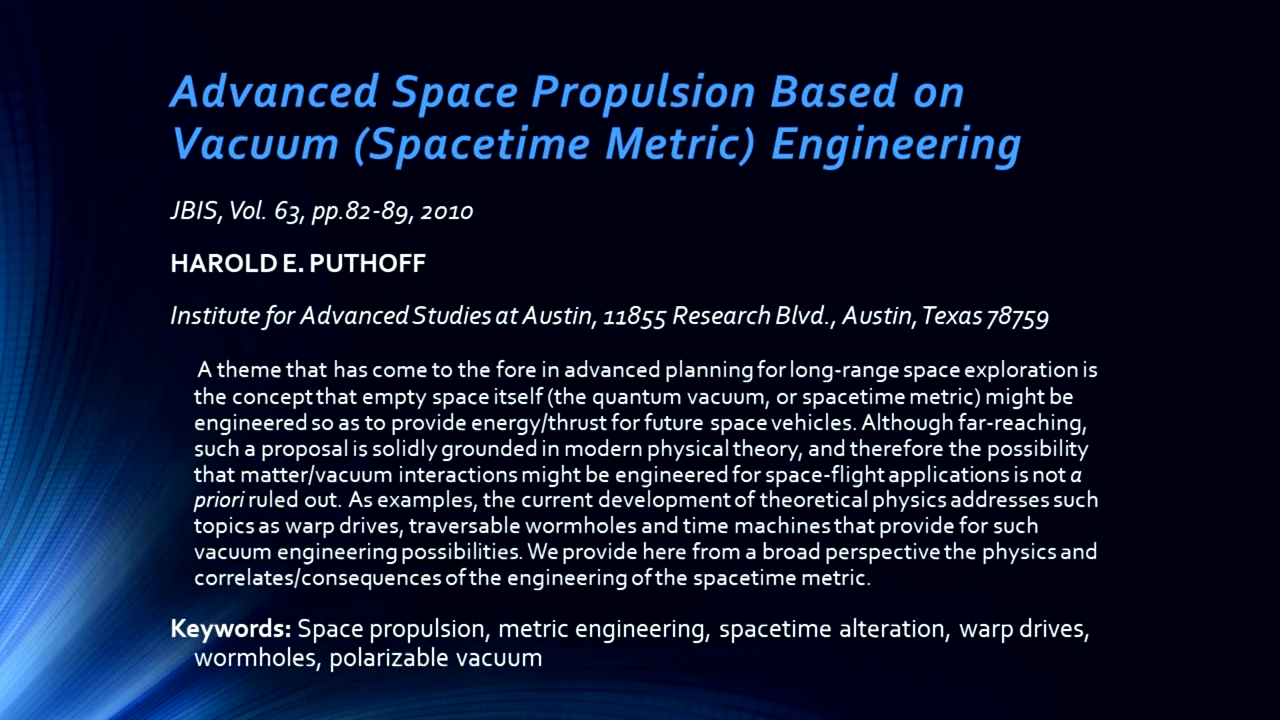 Advanced Space Propulsion Based on
Vacuum (Spacetime Metric) Engineering
JBIS, Vol. 63, pp.82-89, 2010
HAROLD E. PUTHOFF
Institute for Advanced Studies at Austin, 11855 Research Blvd., Austin, Texas 78759
A theme that has come to the fore in advanced planning for long-range space exploration is
the concept that empty space itself (the quantum vacuum, or spacetime metric) might be
engineered so as to provide energy/thrust for future space vehicles. Although far-reaching,
such a proposal is solidly grounded in modern physical theory, and therefore the possibility
that matter/vacuum interactions might be engineered for space-flight applications is not a
priori ruled out. As examples, the current development of theoretical physics addresses such
topics as warp drives, traversable wormholes and time machines that provide for such
vacuum engineering possibilities. We provide here from a broad perspective the physics and
correlates/consequences of the engineering of the spacetime metric.
Keywords: Space propulsion, metric engineering, spacetime alteration, warp drives,
wormholes, polarizable vacuum